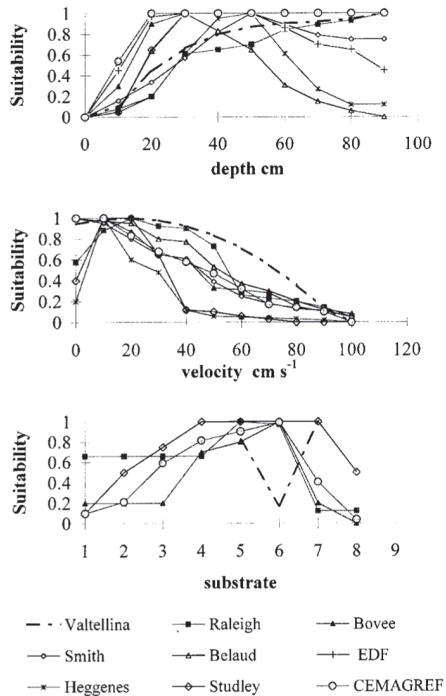 Suitability
1
0.8
0.6
0.4
0.2
0
0 20 40 60 80 100
depth cm
Suitability
1
0.8
0.6
0.4
0.2
0
0 20 40 60 80 100 120
velocity cm s⁻¹
Suitability
1
0.8
0.6
0.4
0.2
0
1 2 3 4 5 6 7 8 9
substrate
Valtellina Raleigh Bovee
Smith Belaud EDF
Heggenes Studley CEMAGREF